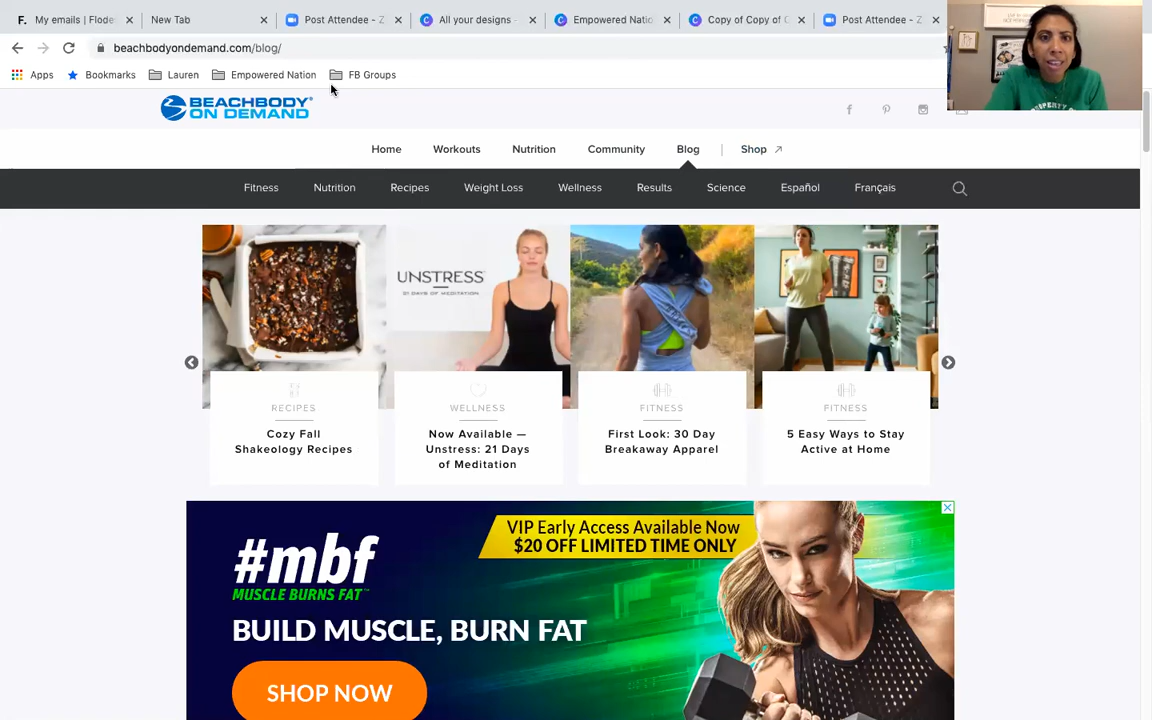 My emails | Flode
New Tab
Post Attendee - Z
All your designs -
Empowered Natio
Copy of Copy of C
Post Attendee - Z
beachbodyondemand.com/blog/
Apps
Bookmarks
Lauren
Empowered Nation
FB Groups
BEACHBODY
ON DEMAND
Home
Workouts
Nutrition
Community
Blog
Shop
Fitness
Nutrition
Recipes
Weight Loss
Wellness
Results
Science
Español
Français
UNSTRESS
21 DAYS OF MEDITATION
RECIPES
Cozy Fall
Shakeology Recipes
WELLNESS
Now Available —
Unstress: 21 Days
of Meditation
FITNESS
First Look: 30 Day
Breakaway Apparel
FITNESS
5 Easy Ways to Stay
Active at Home
VIP Early Access Available Now
$20 OFF LIMITED TIME ONLY
#mbf
MUSCLE BURNS FAT™
BUILD MUSCLE, BURN FAT
SHOP NOW